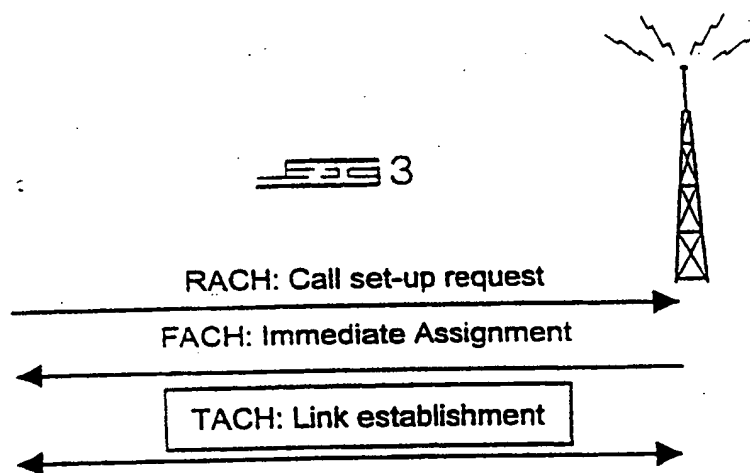 3
RACH: Call set-up request
FACH: Immediate Assignment
TACH: Link establishment